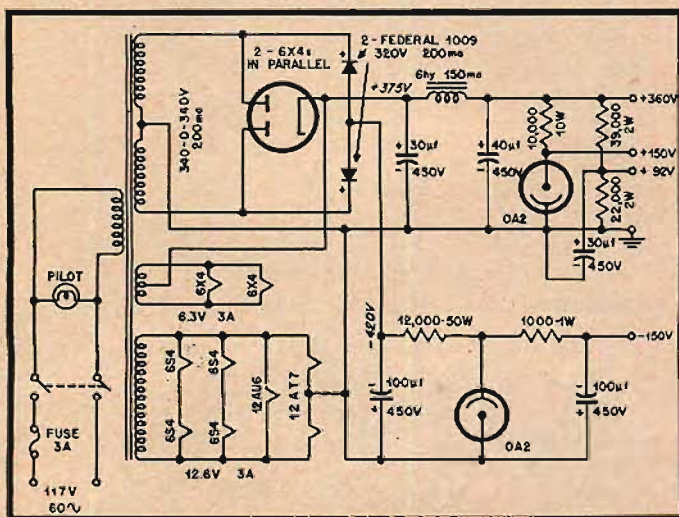 2 - 6X4s
IN PARALLEL
2 - FEDERAL 1009
320V 200ma
+375V
6hy 150ma
340-0-340V
200ma
30µf
450V
40µf
450V
10,000
10W
39,000
2W
22,000
2W
+360V
+150V
+92V
OA2
30µf
450V
PILOT
6X4
6X4
6.3V 3A
-420V
12,000-50W
1000-1W
-150V
6S4
6S4
12AU6
12AT7
6S4
6S4
100µf
450V
OA2
100µf
450V
12.6V 3A
FUSE
3A
117V
60∿